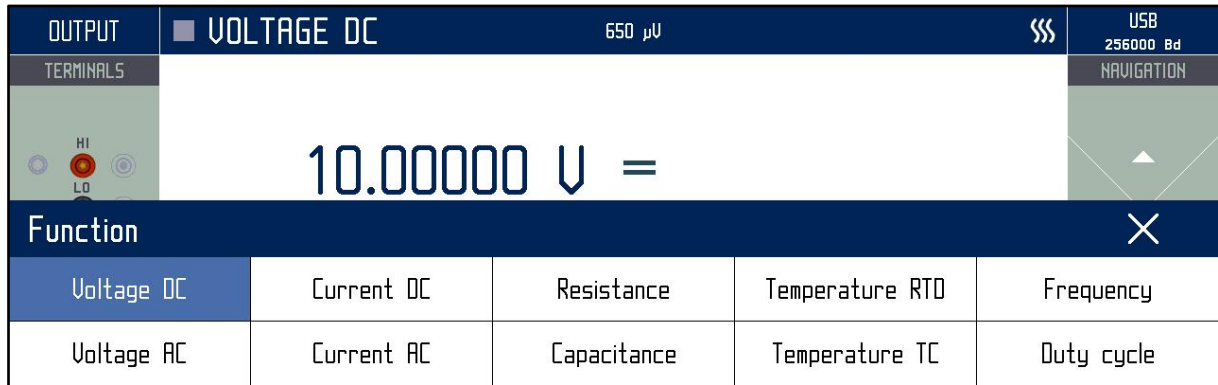 OUTPUT VOLTAGE DC 650 µV USB
256000 Bd
TERMINALS NAVIGATION
HI
10.00000 V =
LO
Function
Voltage DC Current DC Resistance Temperature RTD Frequency
Voltage AC Current AC Capacitance Temperature TC Duty cycle